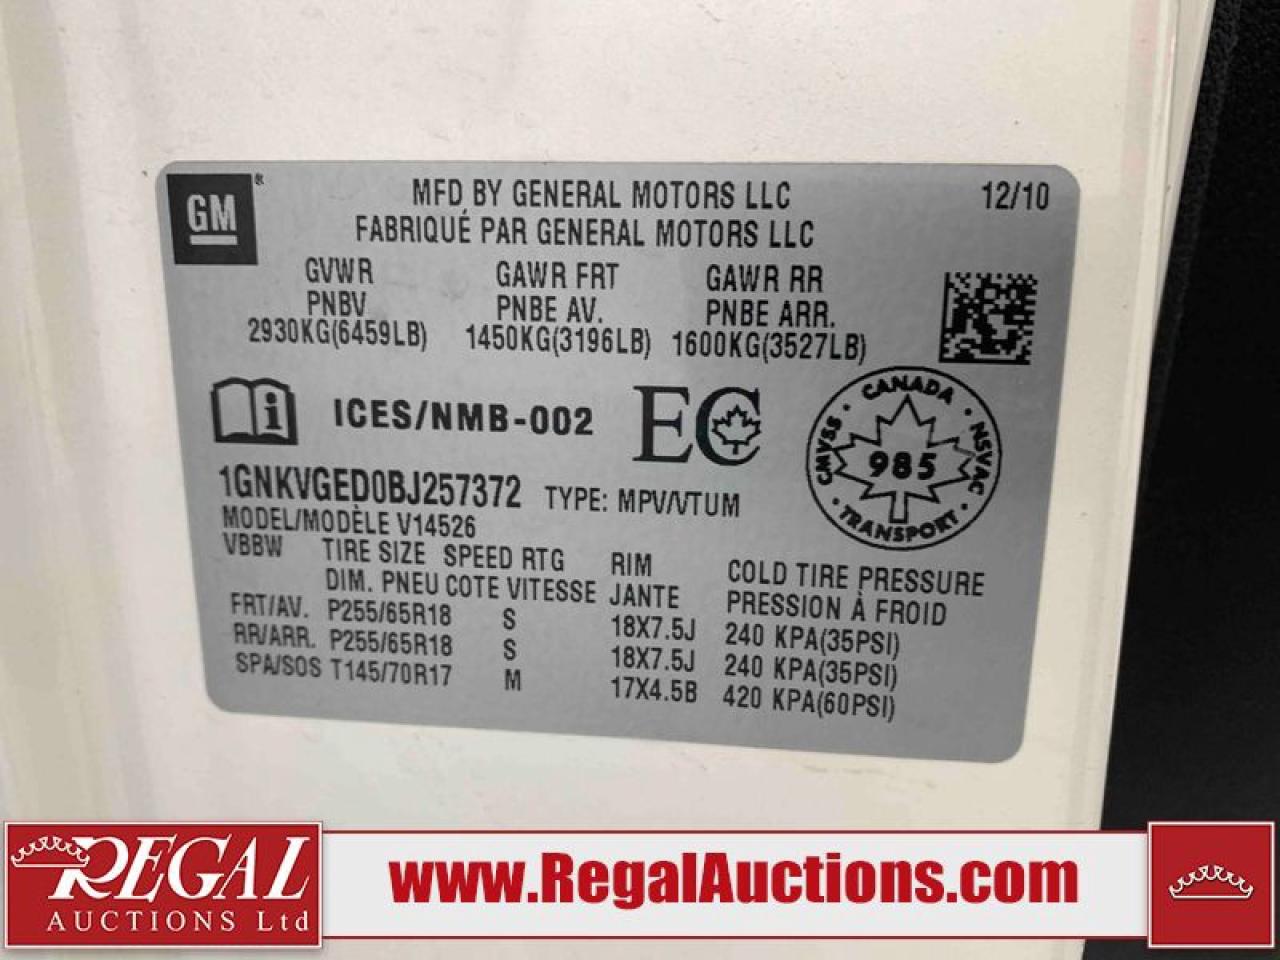 GM®
MFD BY GENERAL MOTORS LLC 12/10
FABRIQUÉ PAR GENERAL MOTORS LLC
GVWR GAWR FRT GAWR RR
PNBV PNBE AV. PNBE ARR.
2930KG(6459LB) 1450KG(3196LB) 1600KG(3527LB)
ICES/NMB-002 EC
CANADA
CMVSS 985 NSVAC
TRANSPORT
1GNKVGED0BJ257372 TYPE: MPV/VTUM
MODEL/MODÈLE V14526
VBBW TIRE SIZE SPEED RTG RIM COLD TIRE PRESSURE
DIM. PNEU COTE VITESSE JANTE PRESSION À FROID
FRT/AV. P255/65R18 S 18X7.5J 240 KPA(35PSI)
RR/ARR. P255/65R18 S 18X7.5J 240 KPA(35PSI)
SPA/SOS T145/70R17 M 17X4.5B 420 KPA(60PSI)
REGAL
AUCTIONS Ltd
www.RegalAuctions.com